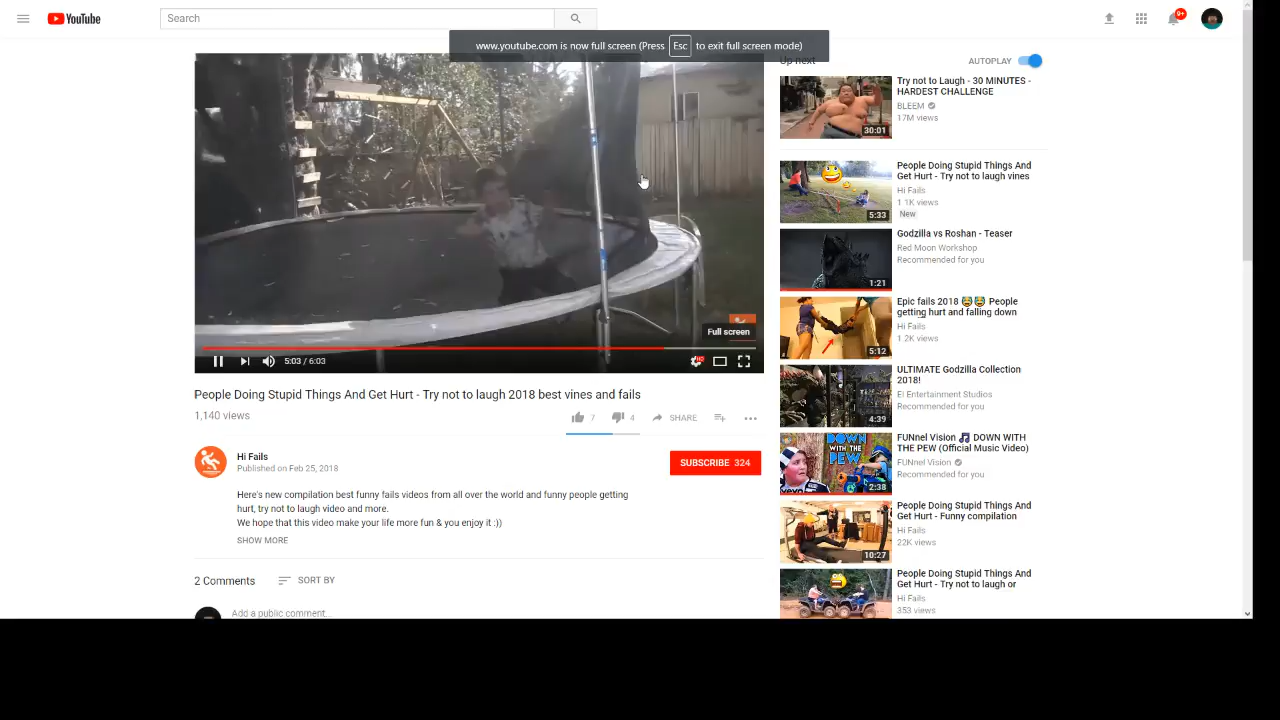 YouTube
Search
9+
www.youtube.com is now full screen (Press Esc to exit full screen mode)
Up next
AUTOPLAY
Full screen
5:03 / 6:03
HD
People Doing Stupid Things And Get Hurt - Try not to laugh 2018 best vines and fails
1,140 views
7
4
SHARE
Hi Fails
Published on Feb 25, 2018
SUBSCRIBE 324
Here's new compilation best funny fails videos from all over the world and funny people getting
hurt, try not to laugh video and more.
We hope that this video make your life more fun & you enjoy it :))
SHOW MORE
2 Comments
SORT BY
Add a public comment...
30:01
Try not to Laugh - 30 MINUTES -
HARDEST CHALLENGE
BLEEM
17M views
5:33
People Doing Stupid Things And
Get Hurt - Try not to laugh vines
Hi Fails
1.1K views
New
1:21
Godzilla vs Roshan - Teaser
Red Moon Workshop
Recommended for you
5:12
Epic fails 2018 😨😨 People
getting hurt and falling down
Hi Fails
1.2K views
4:39
ULTIMATE Godzilla Collection
2018!
El Entertainment Studios
Recommended for you
DOWN
WITH THE
PEW
vevo
2:38
FUNnel Vision 🎵 DOWN WITH
THE PEW (Official Music Video)
FUNnel Vision
Recommended for you
10:27
People Doing Stupid Things And
Get Hurt - Funny compilation
Hi Fails
22K views
People Doing Stupid Things And
Get Hurt - Try not to laugh or
Hi Fails
353 views